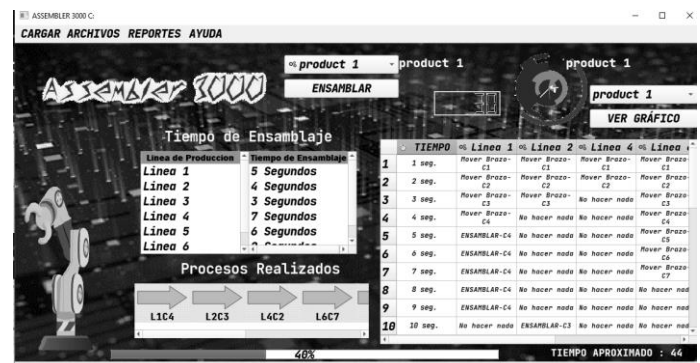 ASSEMBLER 3000 C:
CARGAR ARCHIVOS REPORTES AYUDA
product 1
product 1
product 1
Assembler 3000
ENSAMBLAR
product 1
VER GRÁFICO
Tiempo de Ensamblaje
Linea de Produccion Tiempo de Ensamblaje
Linea 1 5 Segundos
Linea 2 4 Segundos
Linea 3 3 Segundos
Linea 4 7 Segundos
Linea 5 6 Segundos
Linea 6
TIEMPO Linea 1 Linea 2 Linea 4 Linea
1 1 seg. Mover Brazo-C1 Mover Brazo-C1 Mover Brazo-C1 Mover Brazo-C1
2 2 seg. Mover Brazo-C2 Mover Brazo-C2 Mover Brazo-C2 Mover Brazo-C2
3 3 seg. Mover Brazo-C3 Mover Brazo-C3 No hacer nada Mover Brazo-C3
4 4 seg. Mover Brazo-C4 No hacer nada No hacer nada Mover Brazo-C4
5 5 seg. ENSAMBLAR-C4 No hacer nada No hacer nada Mover Brazo-C5
6 6 seg. ENSAMBLAR-C4 No hacer nada No hacer nada Mover Brazo-C6
7 7 seg. ENSAMBLAR-C4 No hacer nada No hacer nada Mover Brazo-C7
8 8 seg. ENSAMBLAR-C4 No hacer nada No hacer nada No hacer nad
9 9 seg. ENSAMBLAR-C4 No hacer nada No hacer nada No hacer nad
10 10 seg. No hacer nada ENSAMBLAR-C3 No hacer nada No hacer nad
Procesos Realizados
L1C4 L2C3 L4C2 L6C7
40%
TIEMPO APROXIMADO : 44